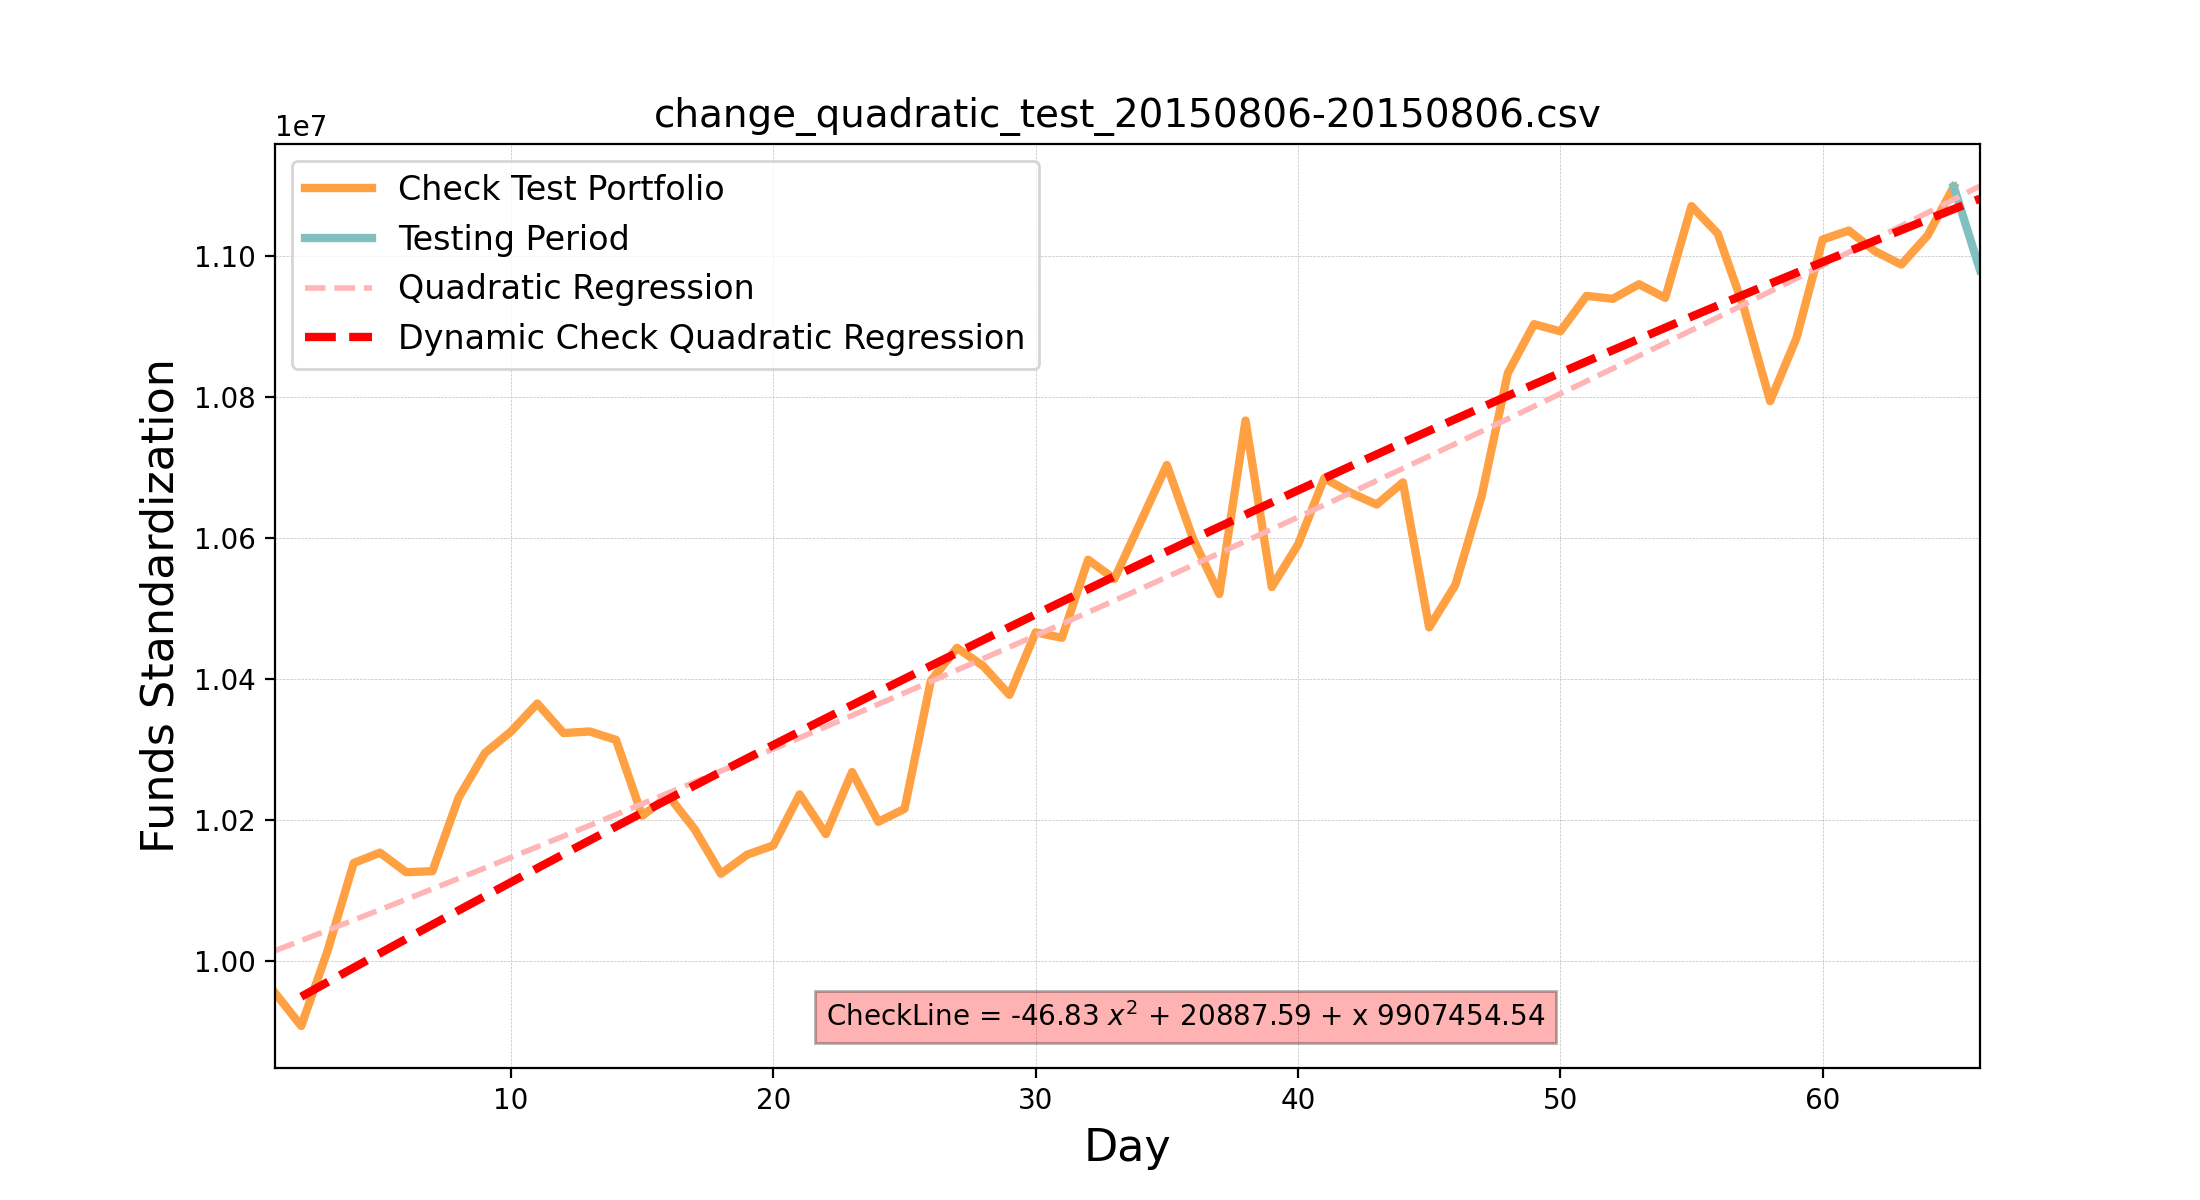 change_quadratic_test_20150806-20150806.csv
1e7
Check Test Portfolio
Testing Period
Quadratic Regression
Dynamic Check Quadratic Regression
1.10
1.08
1.06
1.04
1.02
1.00
Funds Standardization
CheckLine = -46.83 x² + 20887.59 + x 9907454.54
10 20 30 40 50 60
Day